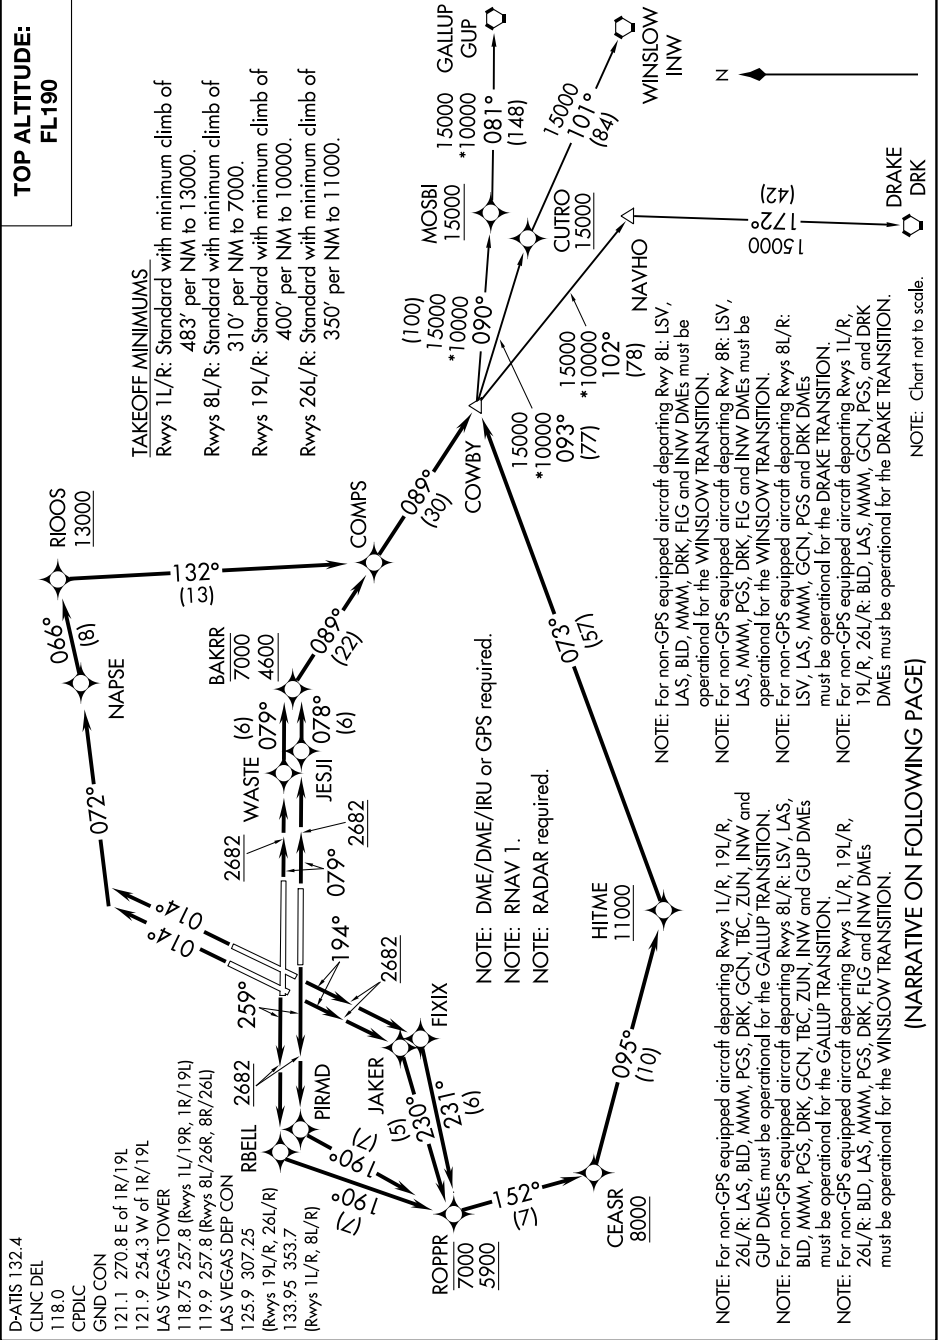 TOP ALTITUDE:
FL190
D-ATIS 132.4
CLNC DEL
118.0
CPDLC
GND CON
121.1 270.8 E of 1R/19L
121.9 254.3 W of 1R/19L
LAS VEGAS TOWER
118.75 257.8 (Rwys 1L/19R, 1R/19L)
119.9 257.8 (Rwys 8L/26R, 8R/26L)
LAS VEGAS DEP CON
125.9 307.25
(Rwys 19L/R, 26L/R)
133.95 353.7
(Rwys 1L/R, 8L/R)
TAKEOFF MINIMUMS
Rwys 1L/R: Standard with minimum climb of
483' per NM to 13000.
Rwys 8L/R: Standard with minimum climb of
310' per NM to 7000.
Rwys 19L/R: Standard with minimum climb of
400' per NM to 10000.
Rwys 26L/R: Standard with minimum climb of
350' per NM to 11000.
RIOOS
13000
066°
(8)
NAPSE
072°
132°
(13)
014°
014°
COMPS
BAKRR
7000
4600
089°
(22)
089°
(30)
WASTE
(6)
079°
078°
(6)
JESJI
2682
2682
079°
259°
194°
2682
2682
RBELL
PIRMD
JAKER
FIXIX
(5)
230°
231°
(6)
190°
(7)
190°
(7)
ROPPR
7000
5900
152°
(7)
CEASR
8000
095°
(10)
HITME
11000
073°
(57)
COWBY
(100)
15000
*10000
090°
MOSBI
15000
15000
*10000
081°
(148)
GALLUP
GUP
15000
*10000
093°
(77)
CUTRO
15000
15000
101°
(84)
WINSLOW
INW
15000
*10000
102°
(78)
NAVHO
15000
172°
(42)
DRAKE
DRK
N
NOTE: DME/DME/IRU or GPS required.
NOTE: RNAV 1.
NOTE: RADAR required.
NOTE: For non-GPS equipped aircraft departing Rwys 1L/R, 19L/R,
26L/R: LAS, BLD, MMM, PGS, DRK, GCN, TBC, ZUN, INW and
GUP DMEs must be operational for the GALLUP TRANSITION.
NOTE: For non-GPS equipped aircraft departing Rwys 8L/R: LSV, LAS,
BLD, MMM, PGS, DRK, GCN, TBC, ZUN, INW and GUP DMEs
must be operational for the GALLUP TRANSITION.
NOTE: For non-GPS equipped aircraft departing Rwys 1L/R, 19L/R,
26L/R: BLD, LAS, MMM, PGS, DRK, FLG and INW DMEs
must be operational for the WINSLOW TRANSITION.
NOTE: For non-GPS equipped aircraft departing Rwy 8L: LSV,
LAS, BLD, MMM, DRK, FLG and INW DMEs must be
operational for the WINSLOW TRANSITION.
NOTE: For non-GPS equipped aircraft departing Rwy 8R: LSV,
LAS, MMM, PGS, DRK, FLG and INW DMEs must be
operational for the WINSLOW TRANSITION.
NOTE: For non-GPS equipped aircraft departing Rwys 8L/R:
LSV, LAS, MMM, GCN, PGS and DRK DMEs
must be operational for the DRAKE TRANSITION.
NOTE: For non-GPS equipped aircraft departing Rwys 1L/R,
19L/R, 26L/R: BLD, LAS, MMM, GCN, PGS, and DRK
DMEs must be operational for the DRAKE TRANSITION.
NOTE: Chart not to scale.
(NARRATIVE ON FOLLOWING PAGE)